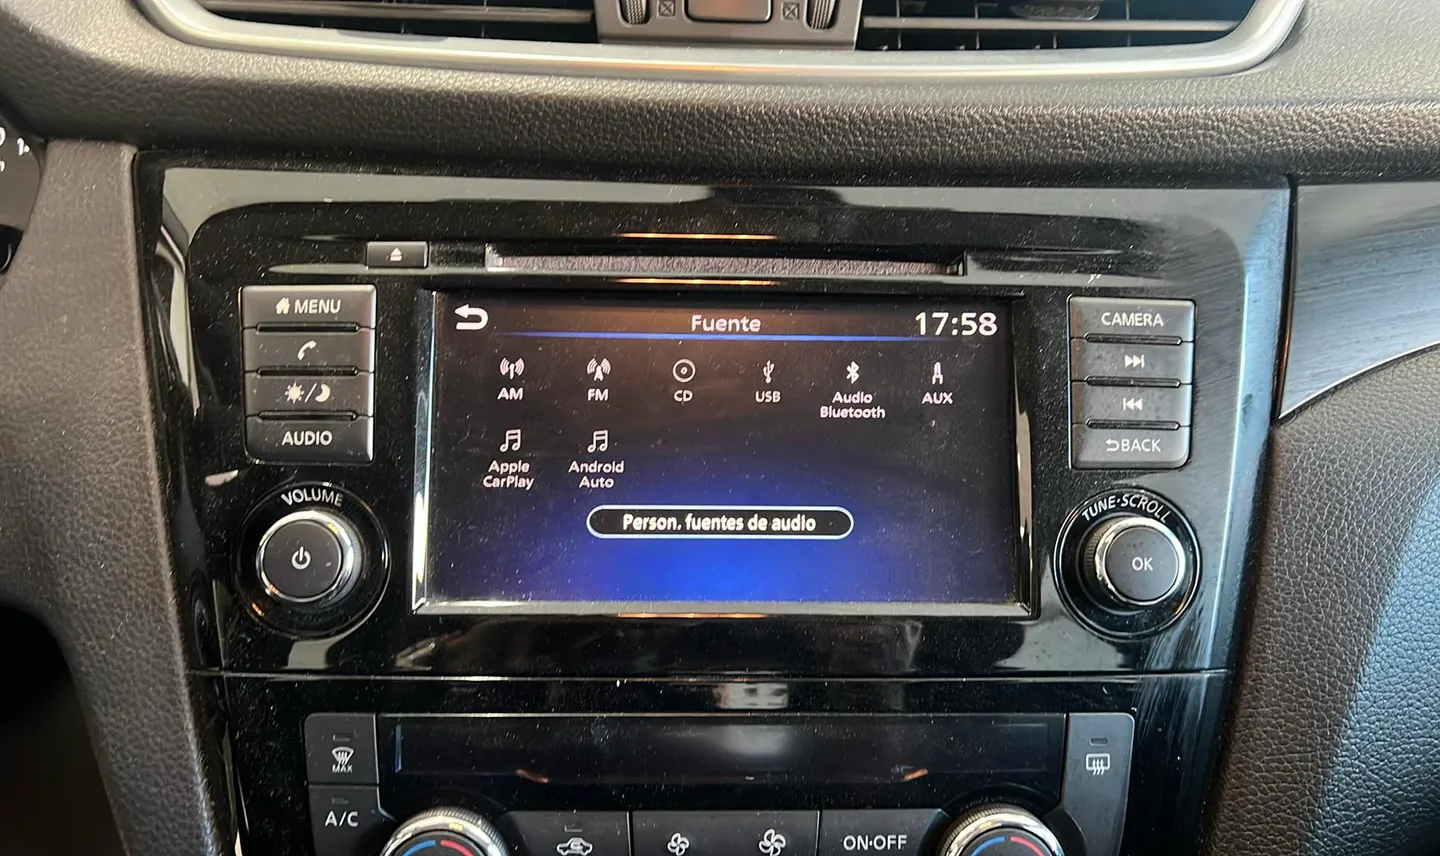 MENU
AUDIO
VOLUME
Fuente
17:58
AM
FM
CD
USB
Audio
Bluetooth
AUX
Apple
CarPlay
Android
Auto
Person. fuentes de audio
CAMERA
BACK
TUNE·SCROLL
OK
MAX
A/C
ON·OFF